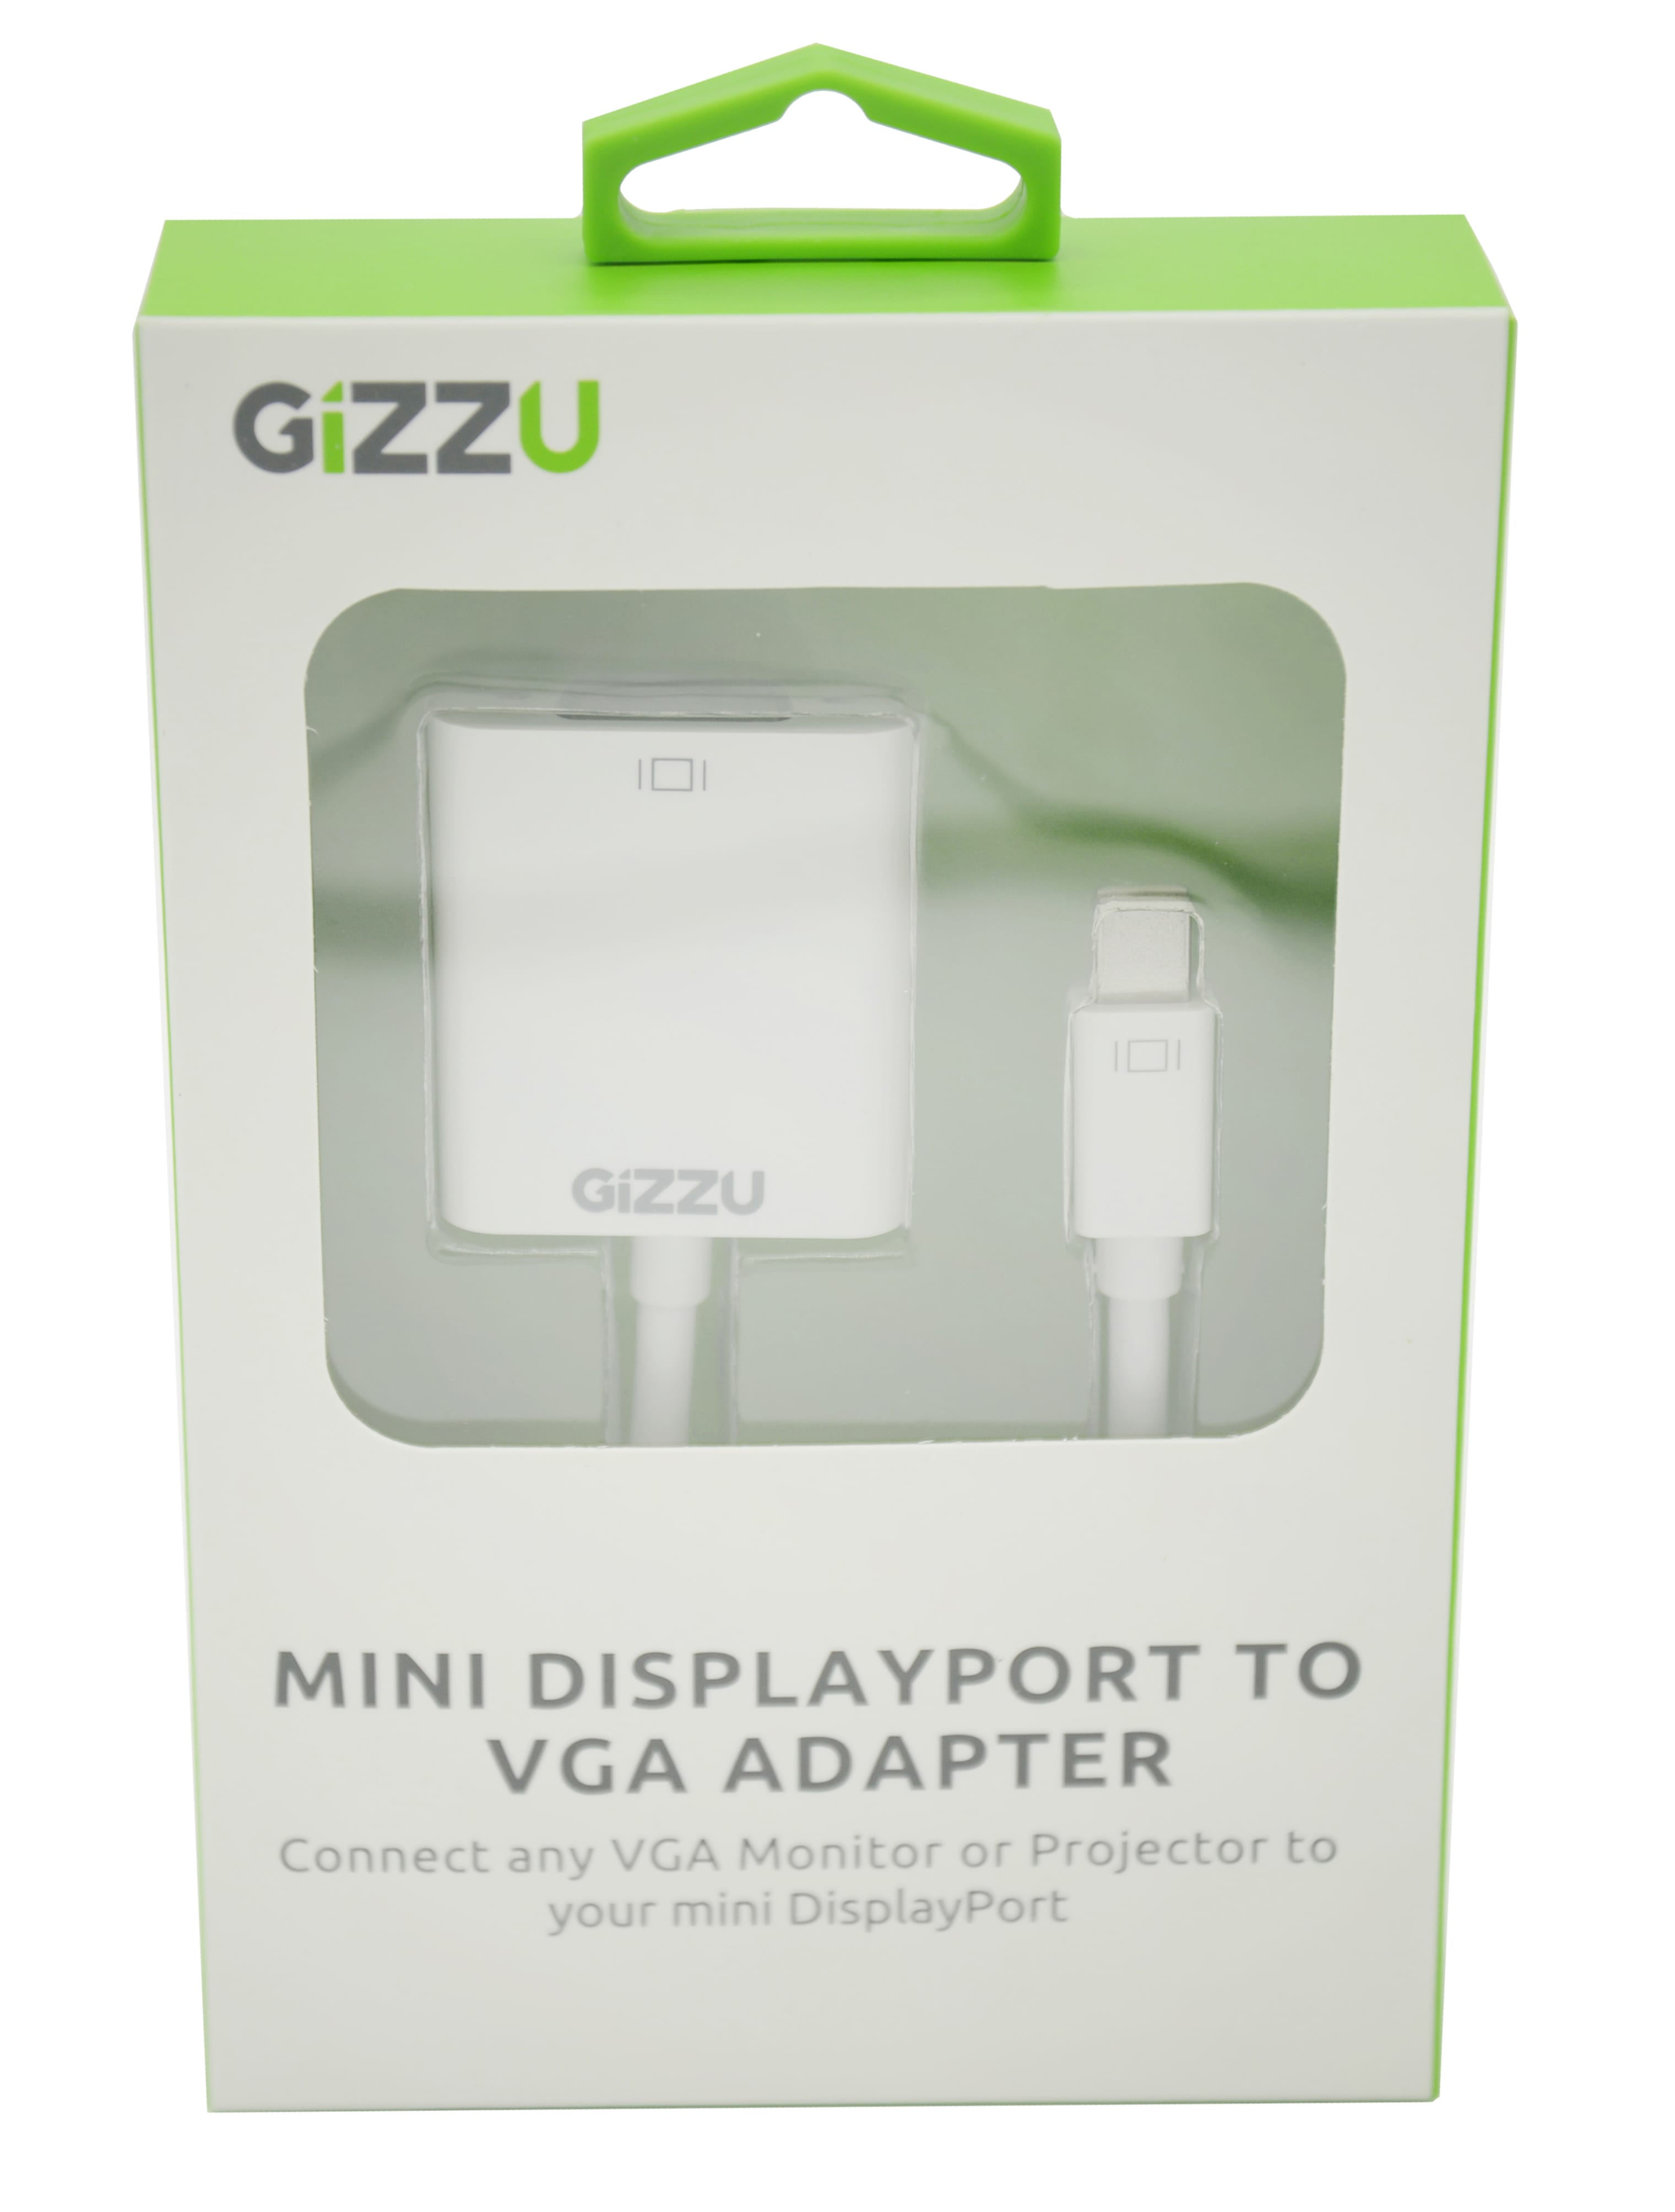 GiZZU
GiZZU
MINI DISPLAYPORT TO
VGA ADAPTER
Connect any VGA Monitor or Projector to
your mini DisplayPort